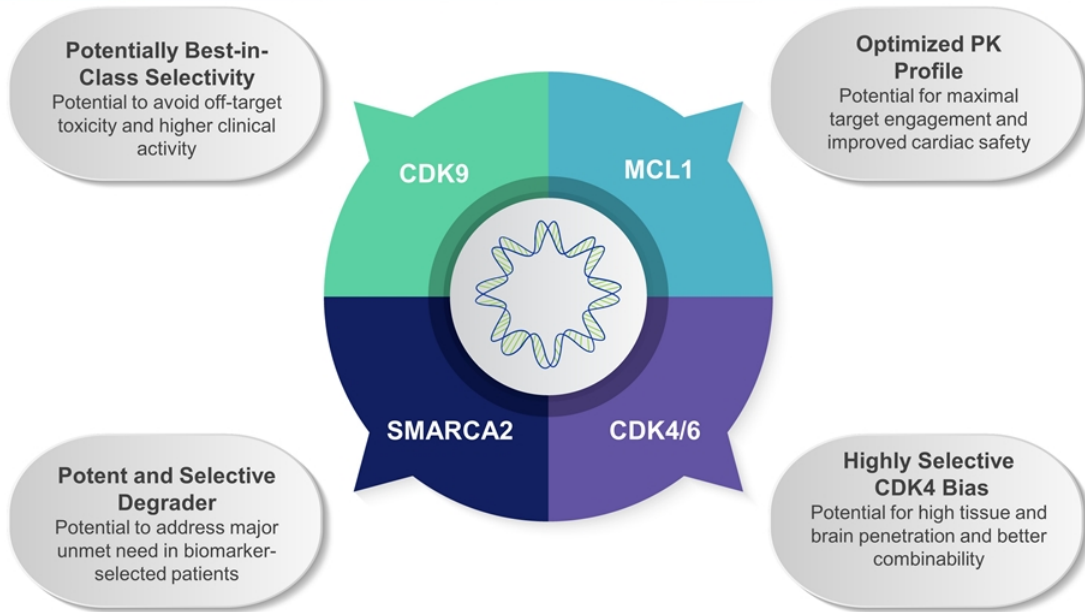 Potentially Best-in-
Class Selectivity
Potential to avoid off-target
toxicity and higher clinical
activity
Optimized PK
Profile
Potential for maximal
target engagement and
improved cardiac safety
CDK9
MCL1
SMARCA2
CDK4/6
Potent and Selective
Degrader
Potential to address major
unmet need in biomarker-
selected patients
Highly Selective
CDK4 Bias
Potential for high tissue and
brain penetration and better
combinability